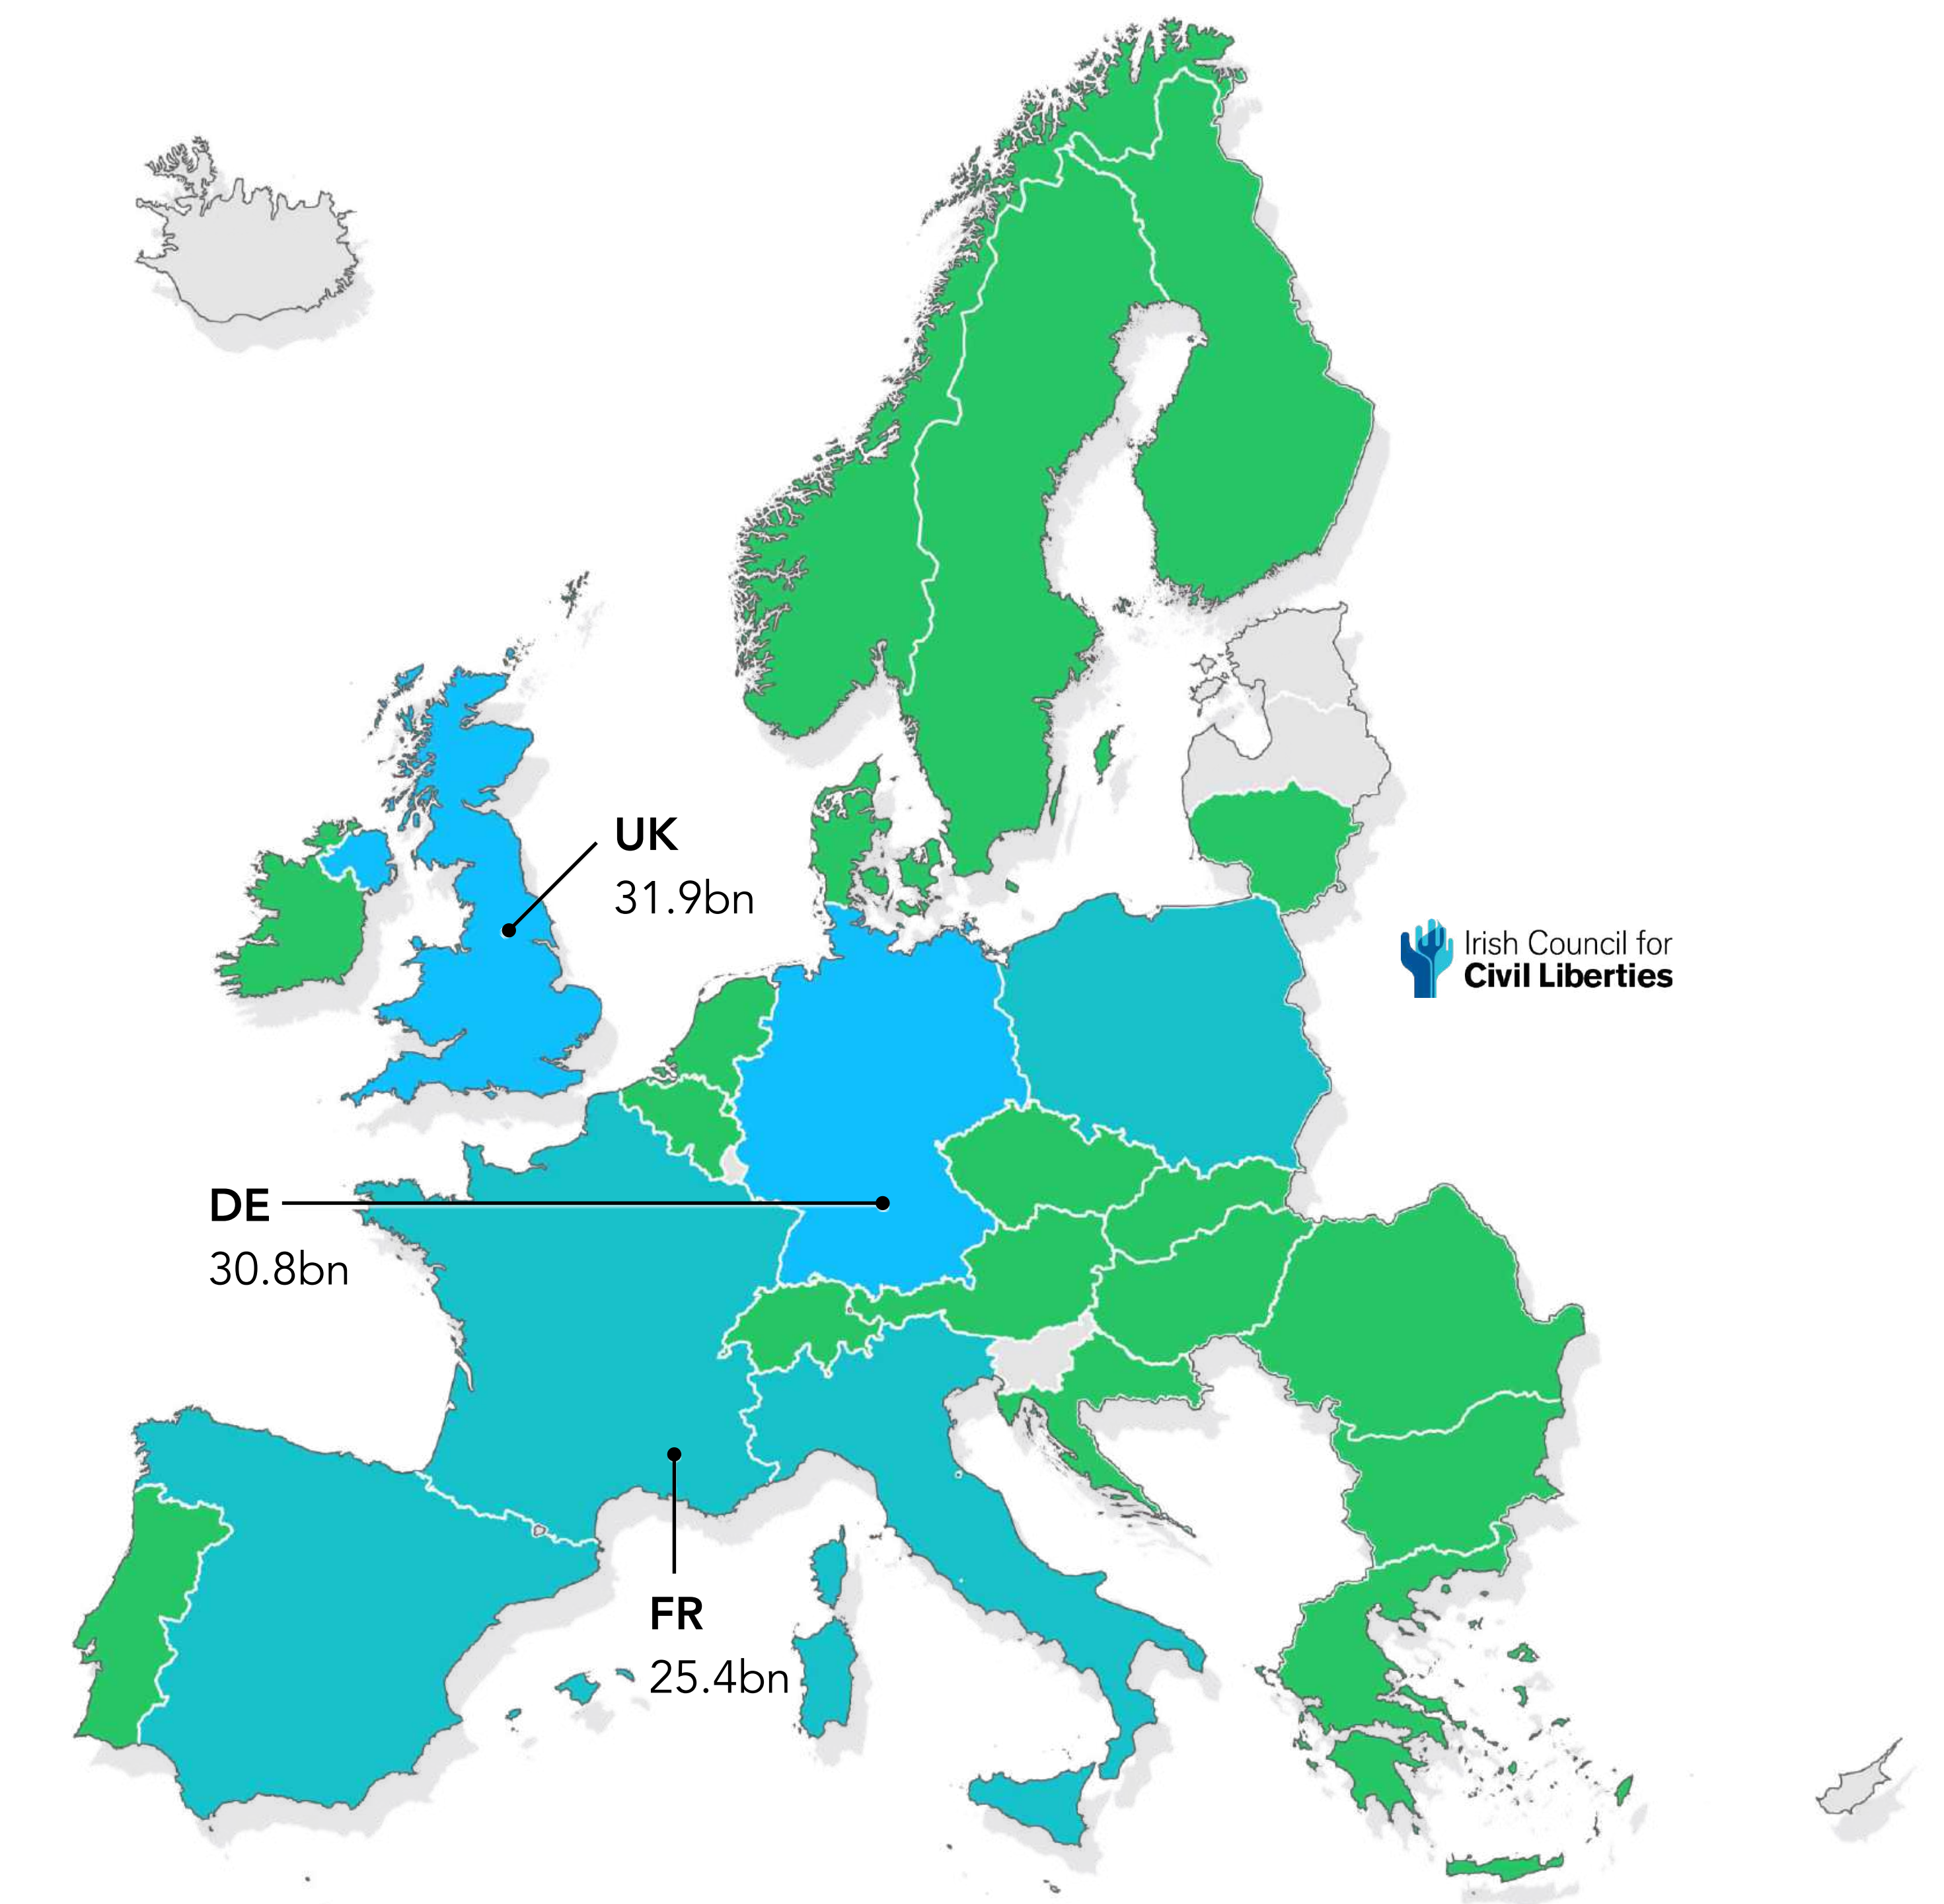 UK
31.9bn
Irish Council for
Civil Liberties
DE
30.8bn
FR
25.4bn